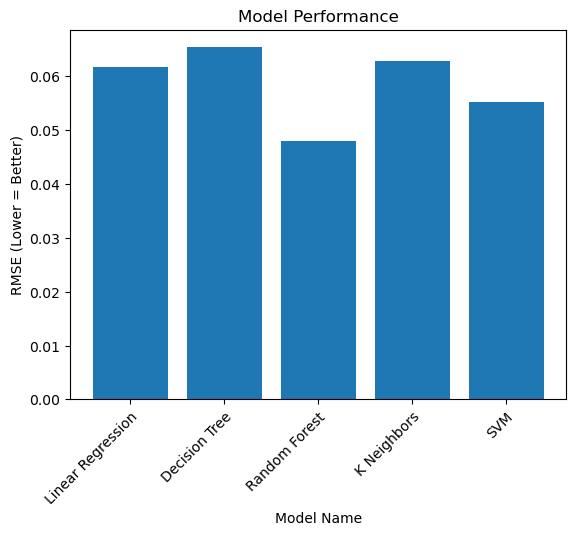 Model Performance
RMSE (Lower = Better)
0.06
0.05
0.04
0.03
0.02
0.01
0.00
Linear Regression
Decision Tree
Random Forest
K Neighbors
SVM
Model Name